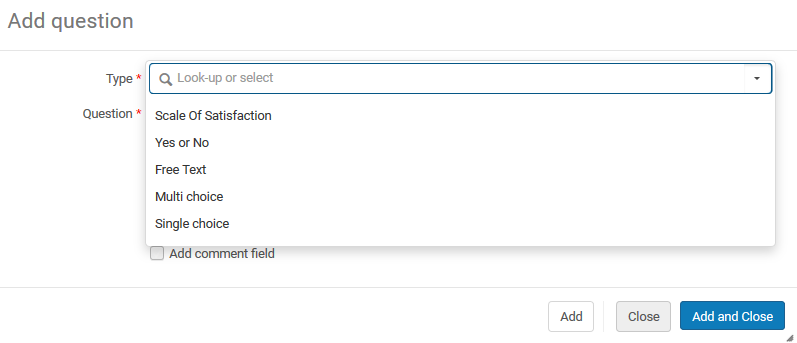 Add question
Type *
Look-up or select
Question *
Scale Of Satisfaction
Yes or No
Free Text
Multi choice
Single choice
Add comment field
Add Close Add and Close